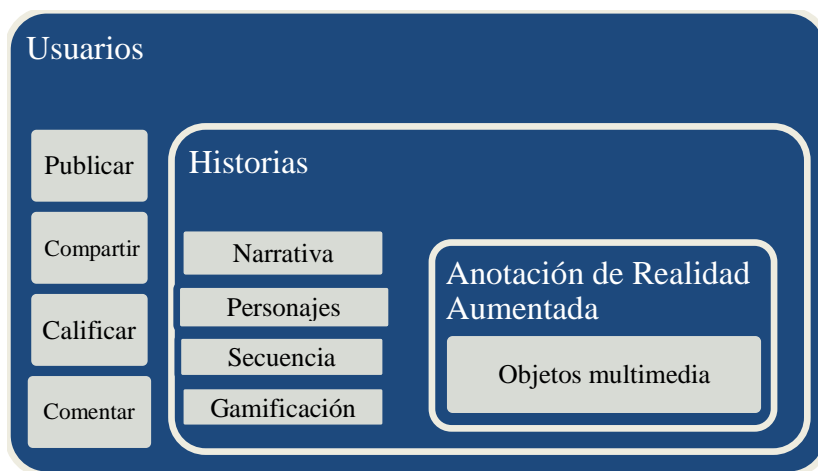 Usuarios
Publicar
Compartir
Calificar
Comentar
Historias
Narrativa
Personajes
Secuencia
Gamificación
Anotación de Realidad
Aumentada
Objetos multimedia